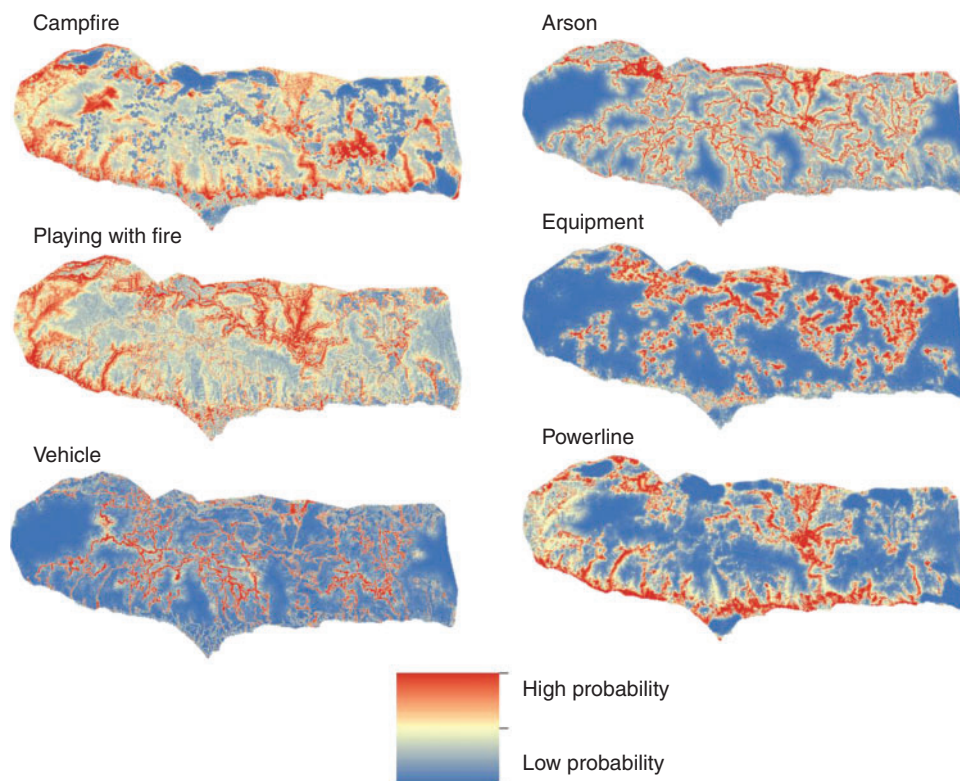 Campfire
Arson
Playing with fire
Equipment
Vehicle
Powerline
High probability
Low probability